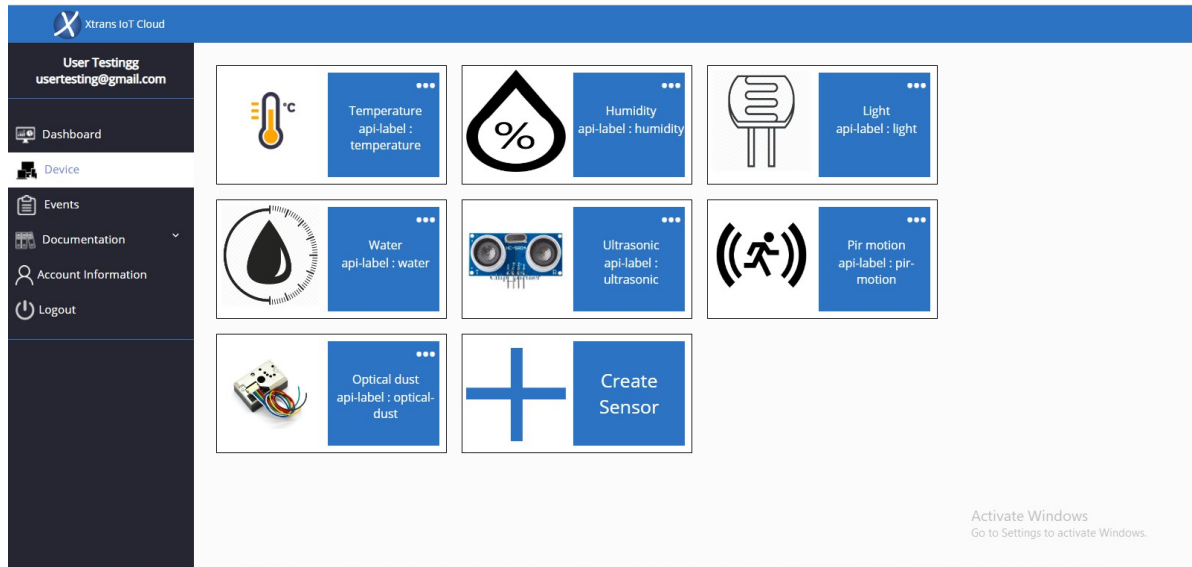 Xtrans IoT Cloud
User Testingg
usertesting@gmail.com
Dashboard
Device
Events
Documentation
Account Information
Logout
°C
Temperature
api-label :
temperature
%
Humidity
api-label : humidity
Light
api-label : light
Water
api-label : water
HC-SR04
Ultrasonic
api-label :
ultrasonic
Pir motion
api-label : pir-
motion
Optical dust
api-label : optical-
dust
Create
Sensor
Activate Windows
Go to Settings to activate Windows.